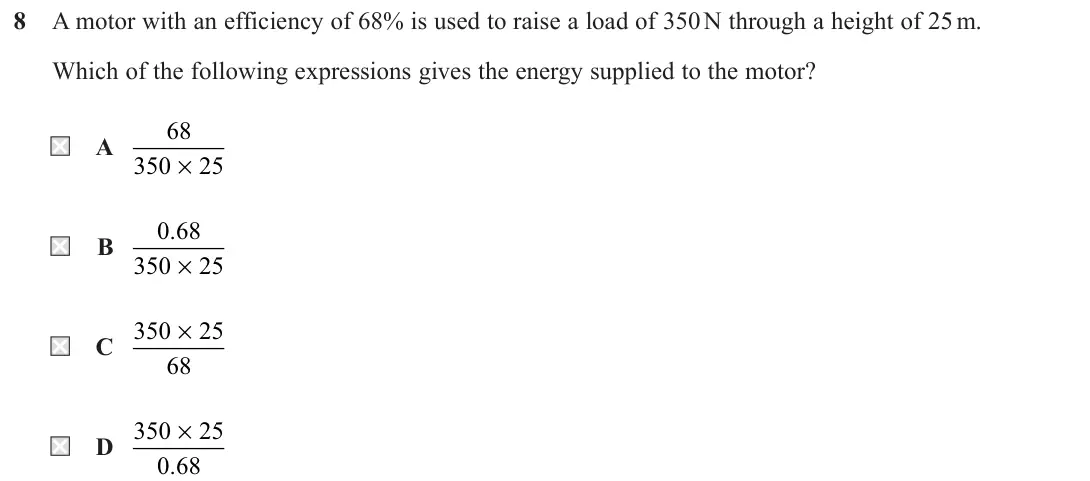 8 A motor with an efficiency of 68% is used to raise a load of 350 N through a height of 25 m.
Which of the following expressions gives the energy supplied to the motor?
A 68
350 × 25
B 0.68
350 × 25
C 350 × 25
68
D 350 × 25
0.68